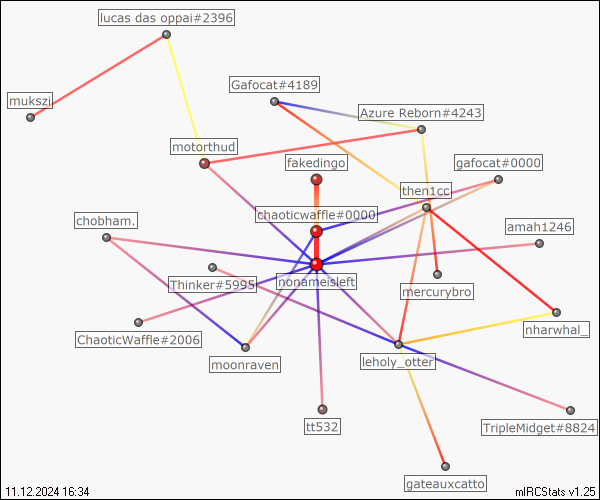 lucas das oppai#2396
Gafocat#4189
mukszi
Azure Reborn#4243
motorthud
fakedingo
gafocat#0000
then1cc
chaoticwaffle#0000
chobham.
amah1246
Thinker#5995
nonameisleft
mercurybro
nharwhal_
ChaoticWaffle#2006
moonraven
leholy_otter
tt532
TripleMidget#8824
gateauxcatto
11.12.2024 16:34
mIRCStats v1.25